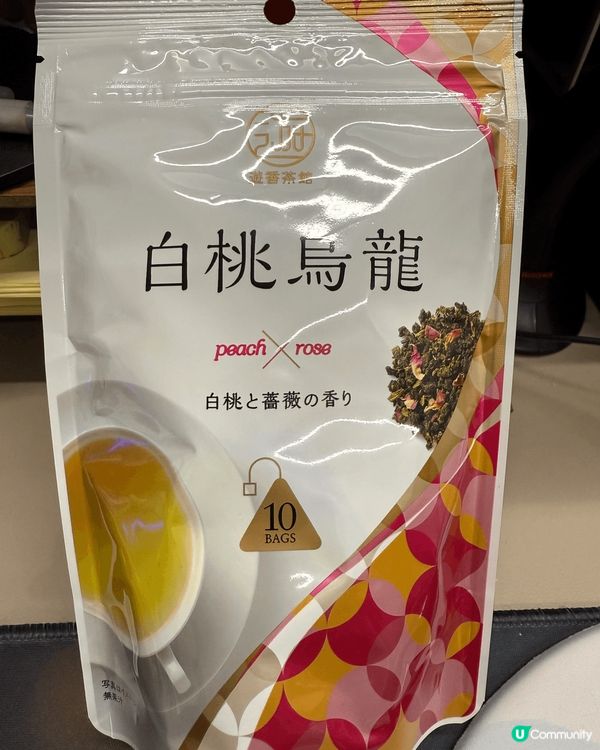 遊香茶館
白桃烏龍
peach × rose
白桃と薔薇の香り
10
BAGS
U Community